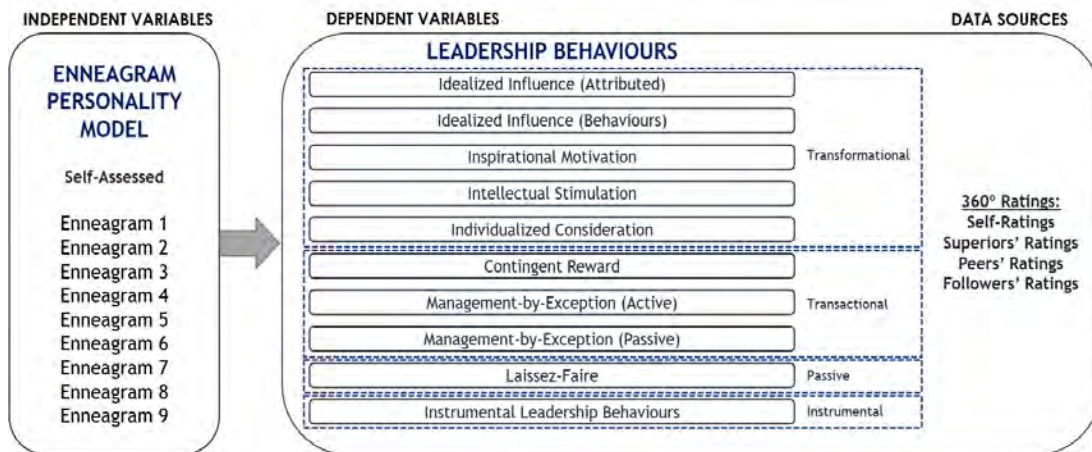 INDEPENDENT VARIABLES
DEPENDENT VARIABLES
DATA SOURCES
ENNEAGRAM
PERSONALITY
MODEL
Self-Assessed
Enneagram 1
Enneagram 2
Enneagram 3
Enneagram 4
Enneagram 5
Enneagram 6
Enneagram 7
Enneagram 8
Enneagram 9
LEADERSHIP BEHAVIOURS
Idealized Influence (Attributed)
Idealized Influence (Behaviours)
Inspirational Motivation
Intellectual Stimulation
Individualized Consideration
Transformational
Contingent Reward
Management-by-Exception (Active)
Management-by-Exception (Passive)
Transactional
Laissez-Faire
Passive
Instrumental Leadership Behaviours
Instrumental
360° Ratings:
Self-Ratings
Superiors' Ratings
Peers' Ratings
Followers' Ratings